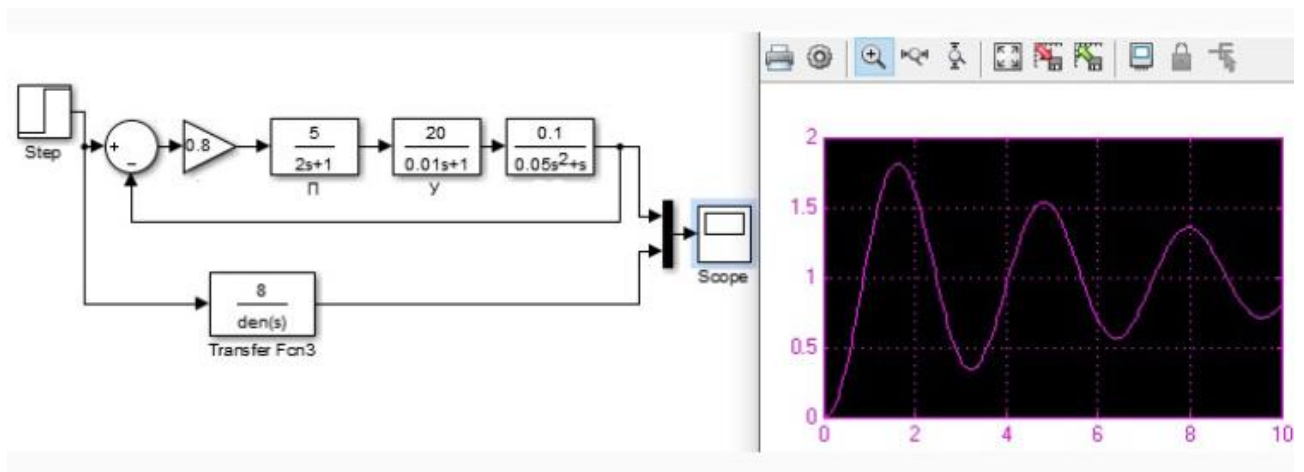 Step
+
−
0.8
5
2s+1
П
20
0.01s+1
У
0.1
0.05s²+s
Scope
8
den(s)
Transfer Fcn3
2
1.5
1
0.5
0
0 2 4 6 8 10